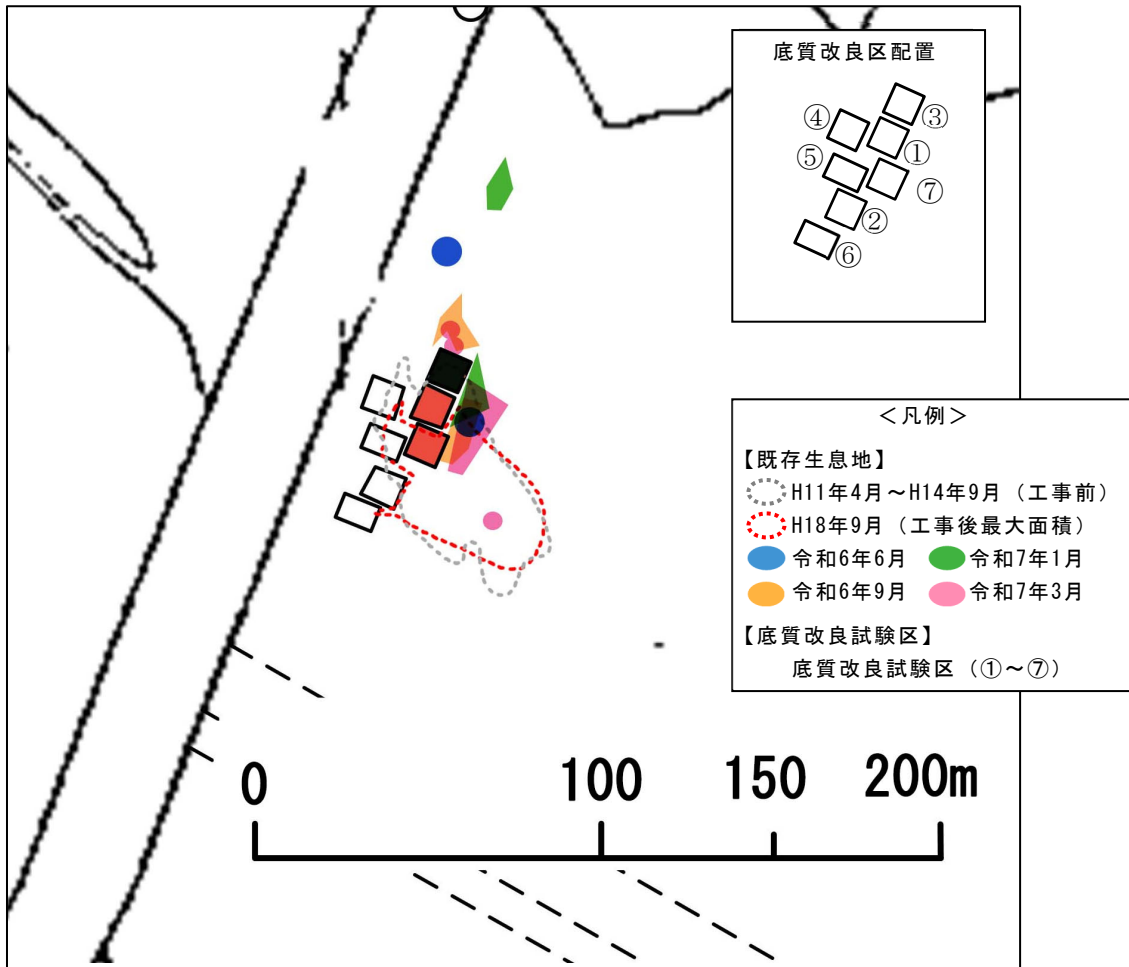 底質改良区配置
③
④
①
⑤
⑦
②
⑥
＜凡例＞
【既存生息地】
H11年4月～H14年9月（工事前）
H18年9月（工事後最大面積）
令和6年6月 令和7年1月
令和6年9月 令和7年3月
【底質改良試験区】
底質改良試験区（①～⑦）
0 100 150 200m